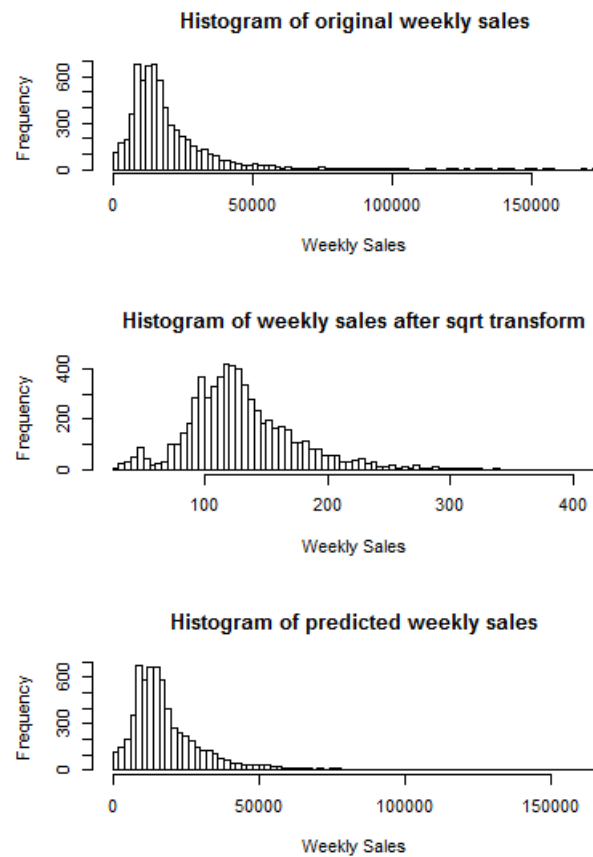 Histogram of original weekly sales
600
300
0
Frequency
0 50000 100000 150000
Weekly Sales
Histogram of weekly sales after sqrt transform
400
200
0
Frequency
100 200 300 400
Weekly Sales
Histogram of predicted weekly sales
600
300
0
Frequency
0 50000 100000 150000
Weekly Sales